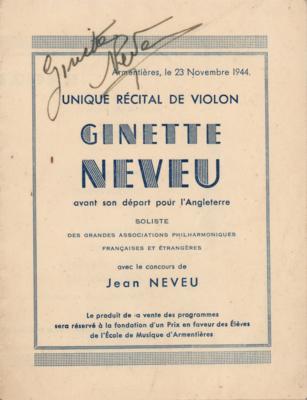 Ginette Neveu
Armentières, le 23 Novembre 1944.
UNIQUE RÉCITAL DE VIOLON
GINETTE
NEVEU
avant son départ pour l'Angleterre
SOLISTE
DES GRANDES ASSOCIATIONS PHILHARMONIQUES
FRANÇAISES ET ÉTRANGÈRES
avec le concours de
Jean NEVEU
Le produit de la vente des programmes
sera réservé à la fondation d'un Prix en faveur des Élèves
de l'École de Musique d'Armentières